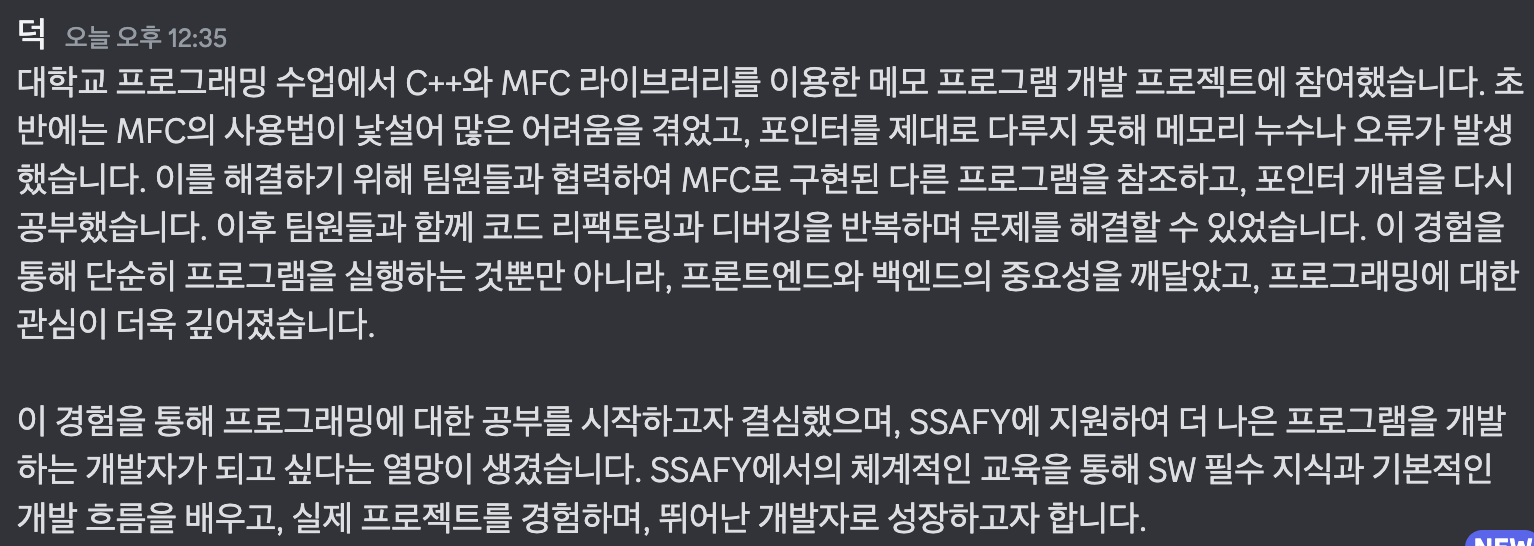 덕 오늘 오후 12:35
대학교 프로그래밍 수업에서 C++와 MFC 라이브러리를 이용한 메모 프로그램 개발 프로젝트에 참여했습니다. 초
반에는 MFC의 사용법이 낯설어 많은 어려움을 겪었고, 포인터를 제대로 다루지 못해 메모리 누수나 오류가 발생
했습니다. 이를 해결하기 위해 팀원들과 협력하여 MFC로 구현된 다른 프로그램을 참조하고, 포인터 개념을 다시
공부했습니다. 이후 팀원들과 함께 코드 리팩토링과 디버깅을 반복하며 문제를 해결할 수 있었습니다. 이 경험을
통해 단순히 프로그램을 실행하는 것뿐만 아니라, 프론트엔드와 백엔드의 중요성을 깨달았고, 프로그래밍에 대한
관심이 더욱 깊어졌습니다.
이 경험을 통해 프로그래밍에 대한 공부를 시작하고자 결심했으며, SSAFY에 지원하여 더 나은 프로그램을 개발
하는 개발자가 되고 싶다는 열망이 생겼습니다. SSAFY에서의 체계적인 교육을 통해 SW 필수 지식과 기본적인
개발 흐름을 배우고, 실제 프로젝트를 경험하며, 뛰어난 개발자로 성장하고자 합니다.
NEW